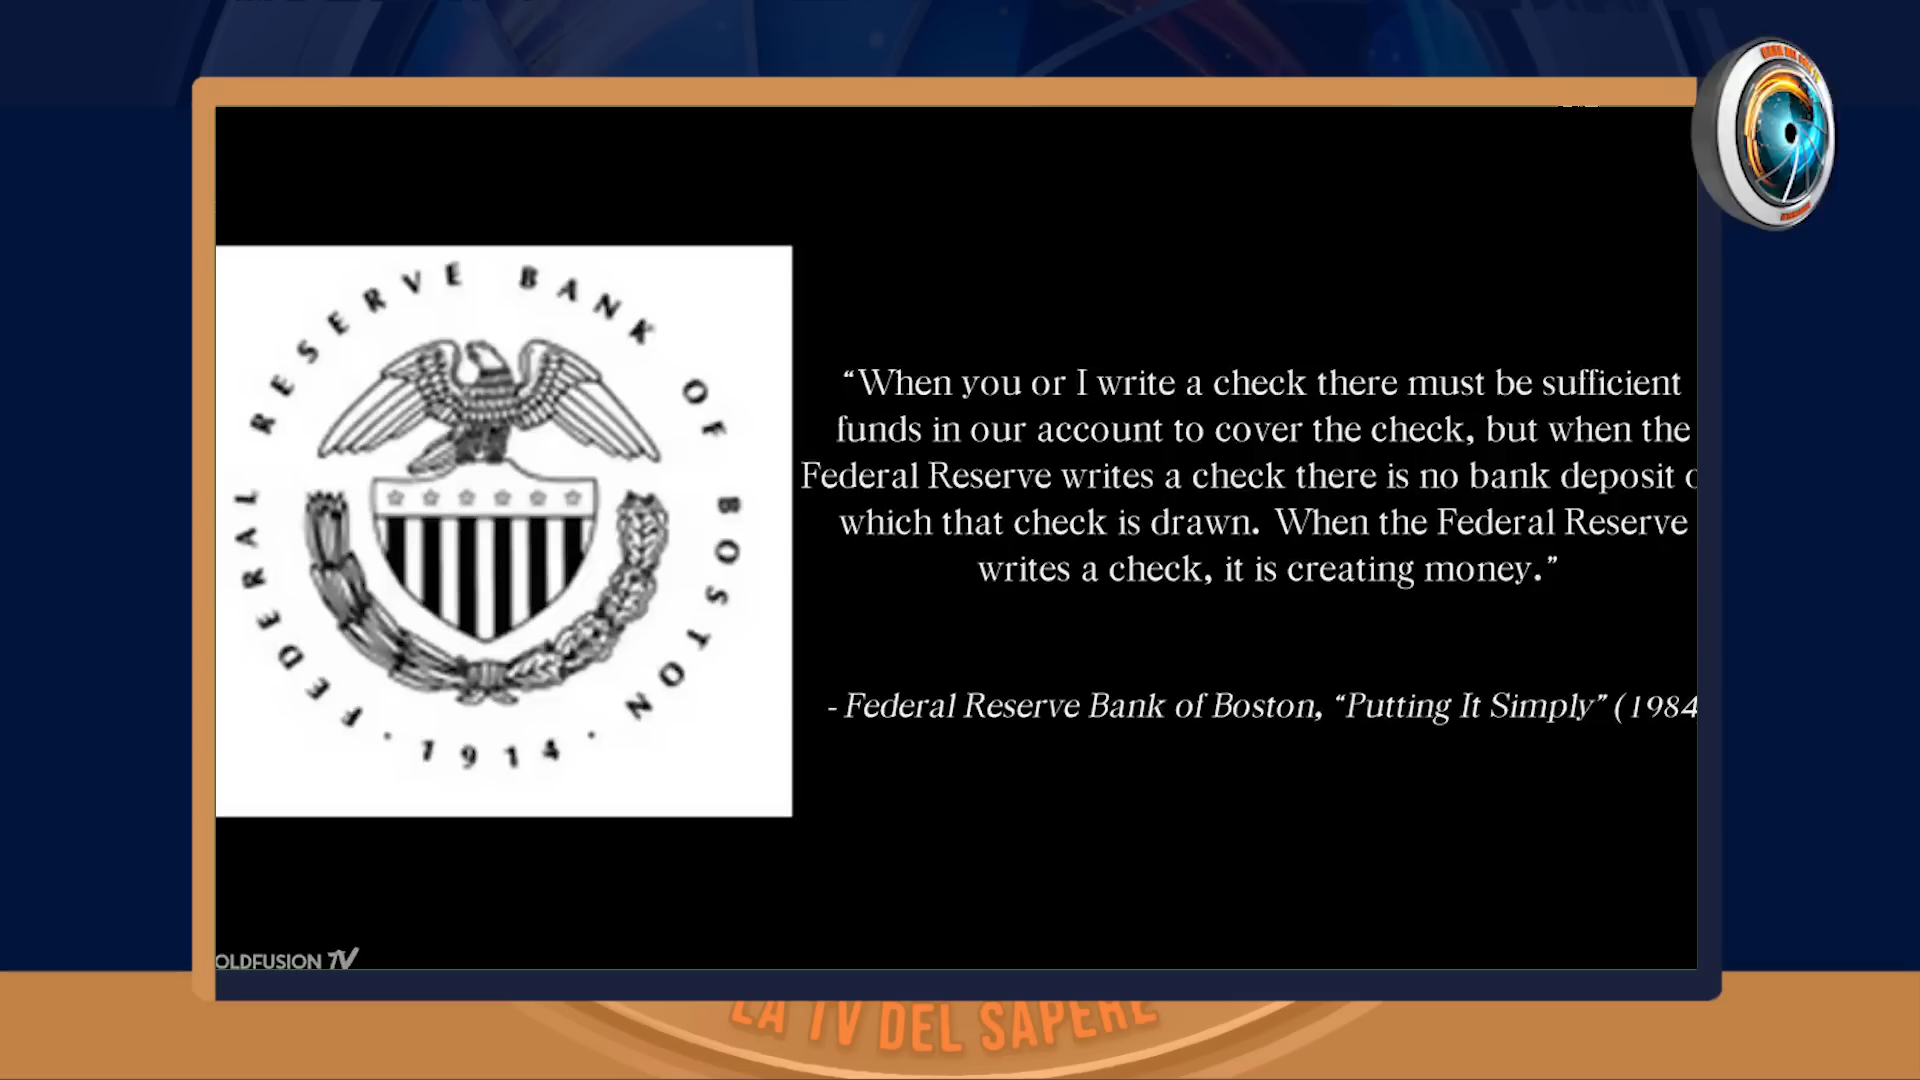 FEDERAL RESERVE BANK OF BOSTON
· 1914 ·
“When you or I write a check there must be sufficient
funds in our account to cover the check, but when the
Federal Reserve writes a check there is no bank deposit
which that check is drawn. When the Federal Reserve
writes a check, it is creating money.”
- Federal Reserve Bank of Boston, “Putting It Simply” (1984
OLDFUSION TV
LA TV DEL SAPERE